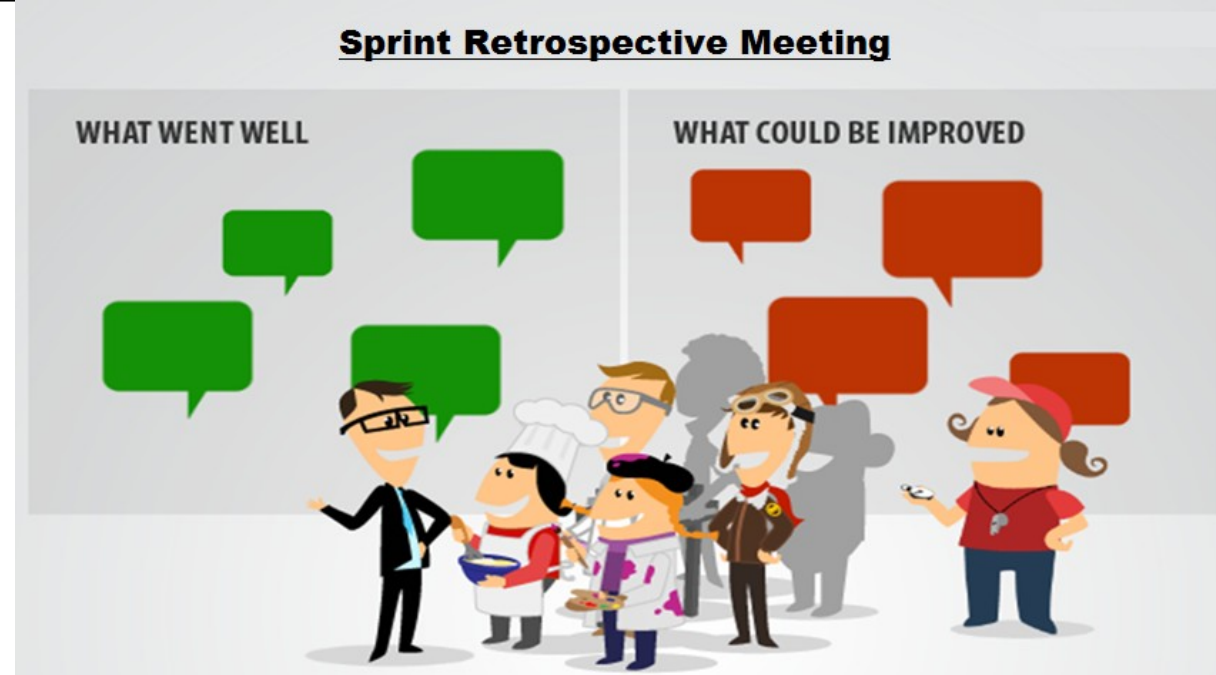 Sprint Retrospective Meeting
WHAT WENT WELL
WHAT COULD BE IMPROVED